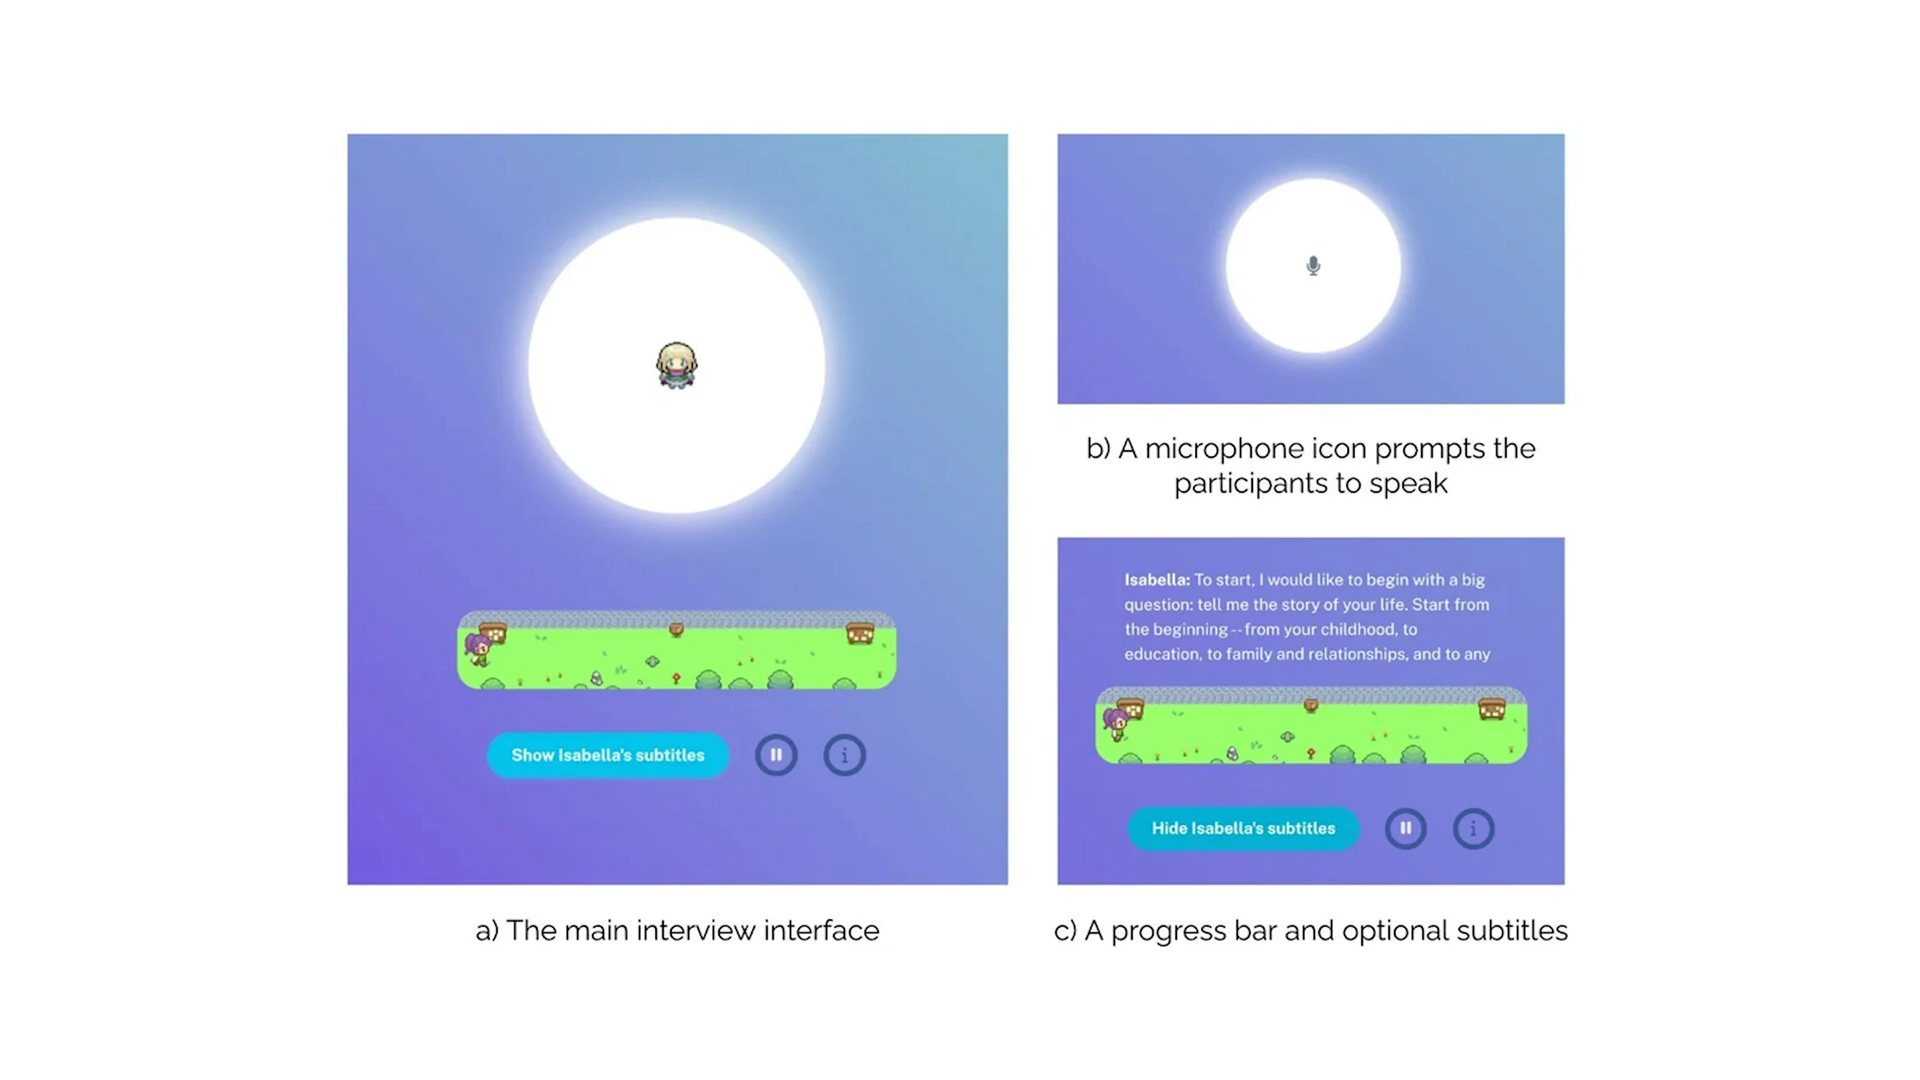 Show Isabella's subtitles
a) The main interview interface
b) A microphone icon prompts the
participants to speak
Isabella: To start, I would like to begin with a big
question: tell me the story of your life. Start from
the beginning--from your childhood, to
education, to family and relationships, and to any
Hide Isabella's subtitles
c) A progress bar and optional subtitles